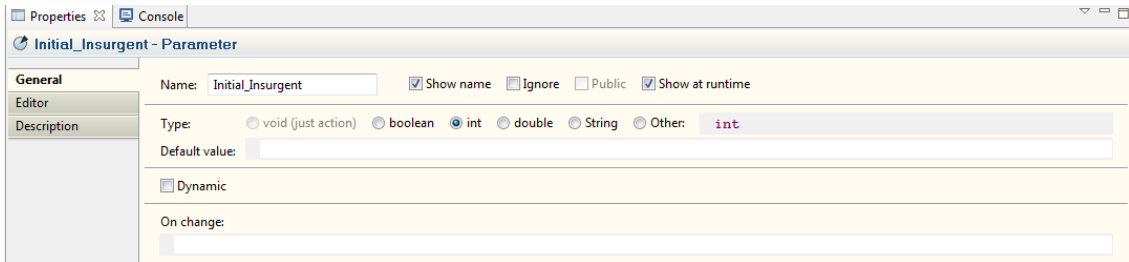 Properties Console
Initial_Insurgent - Parameter
General
Editor
Description
Name: Initial_Insurgent Show name Ignore Public Show at runtime
Type: void (just action) boolean int double String Other: int
Default value:
Dynamic
On change: